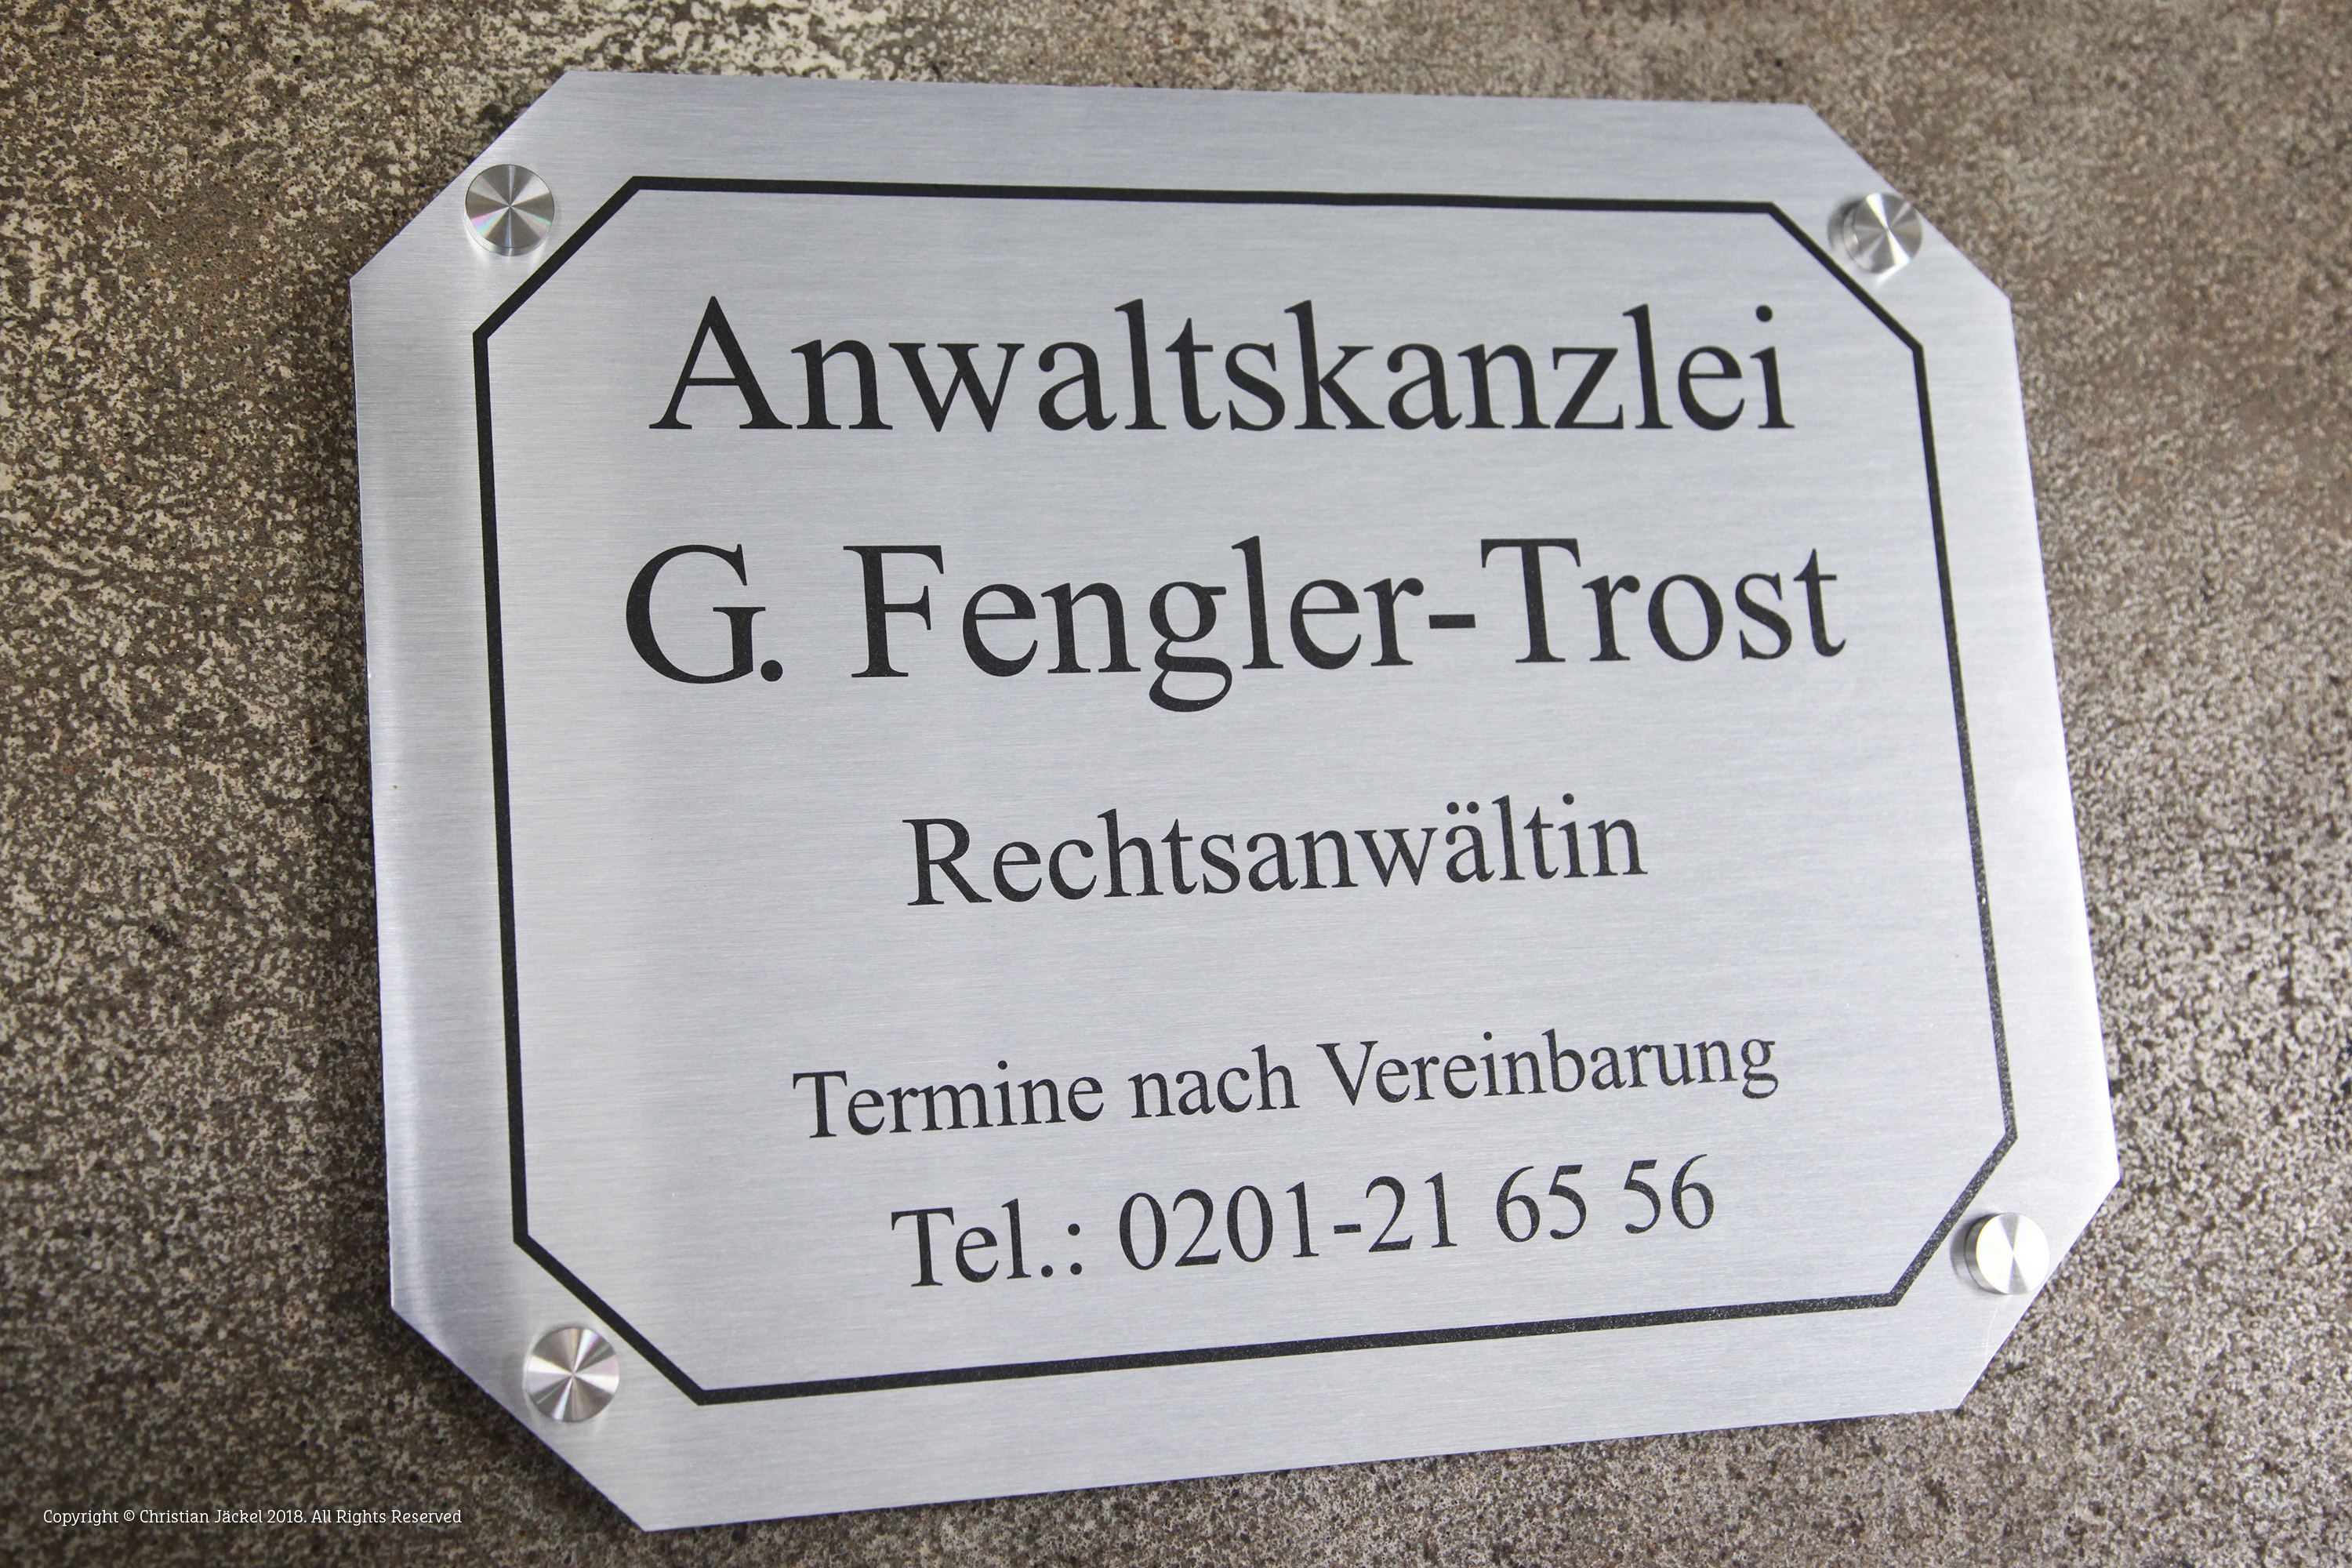 Anwaltskanzlei
G. Fengler-Trost
Rechtsanwältin
Termine nach Vereinbarung
Tel.: 0201-21 65 56
Copyright © Christian Jäckel 2018. All Rights Reserved